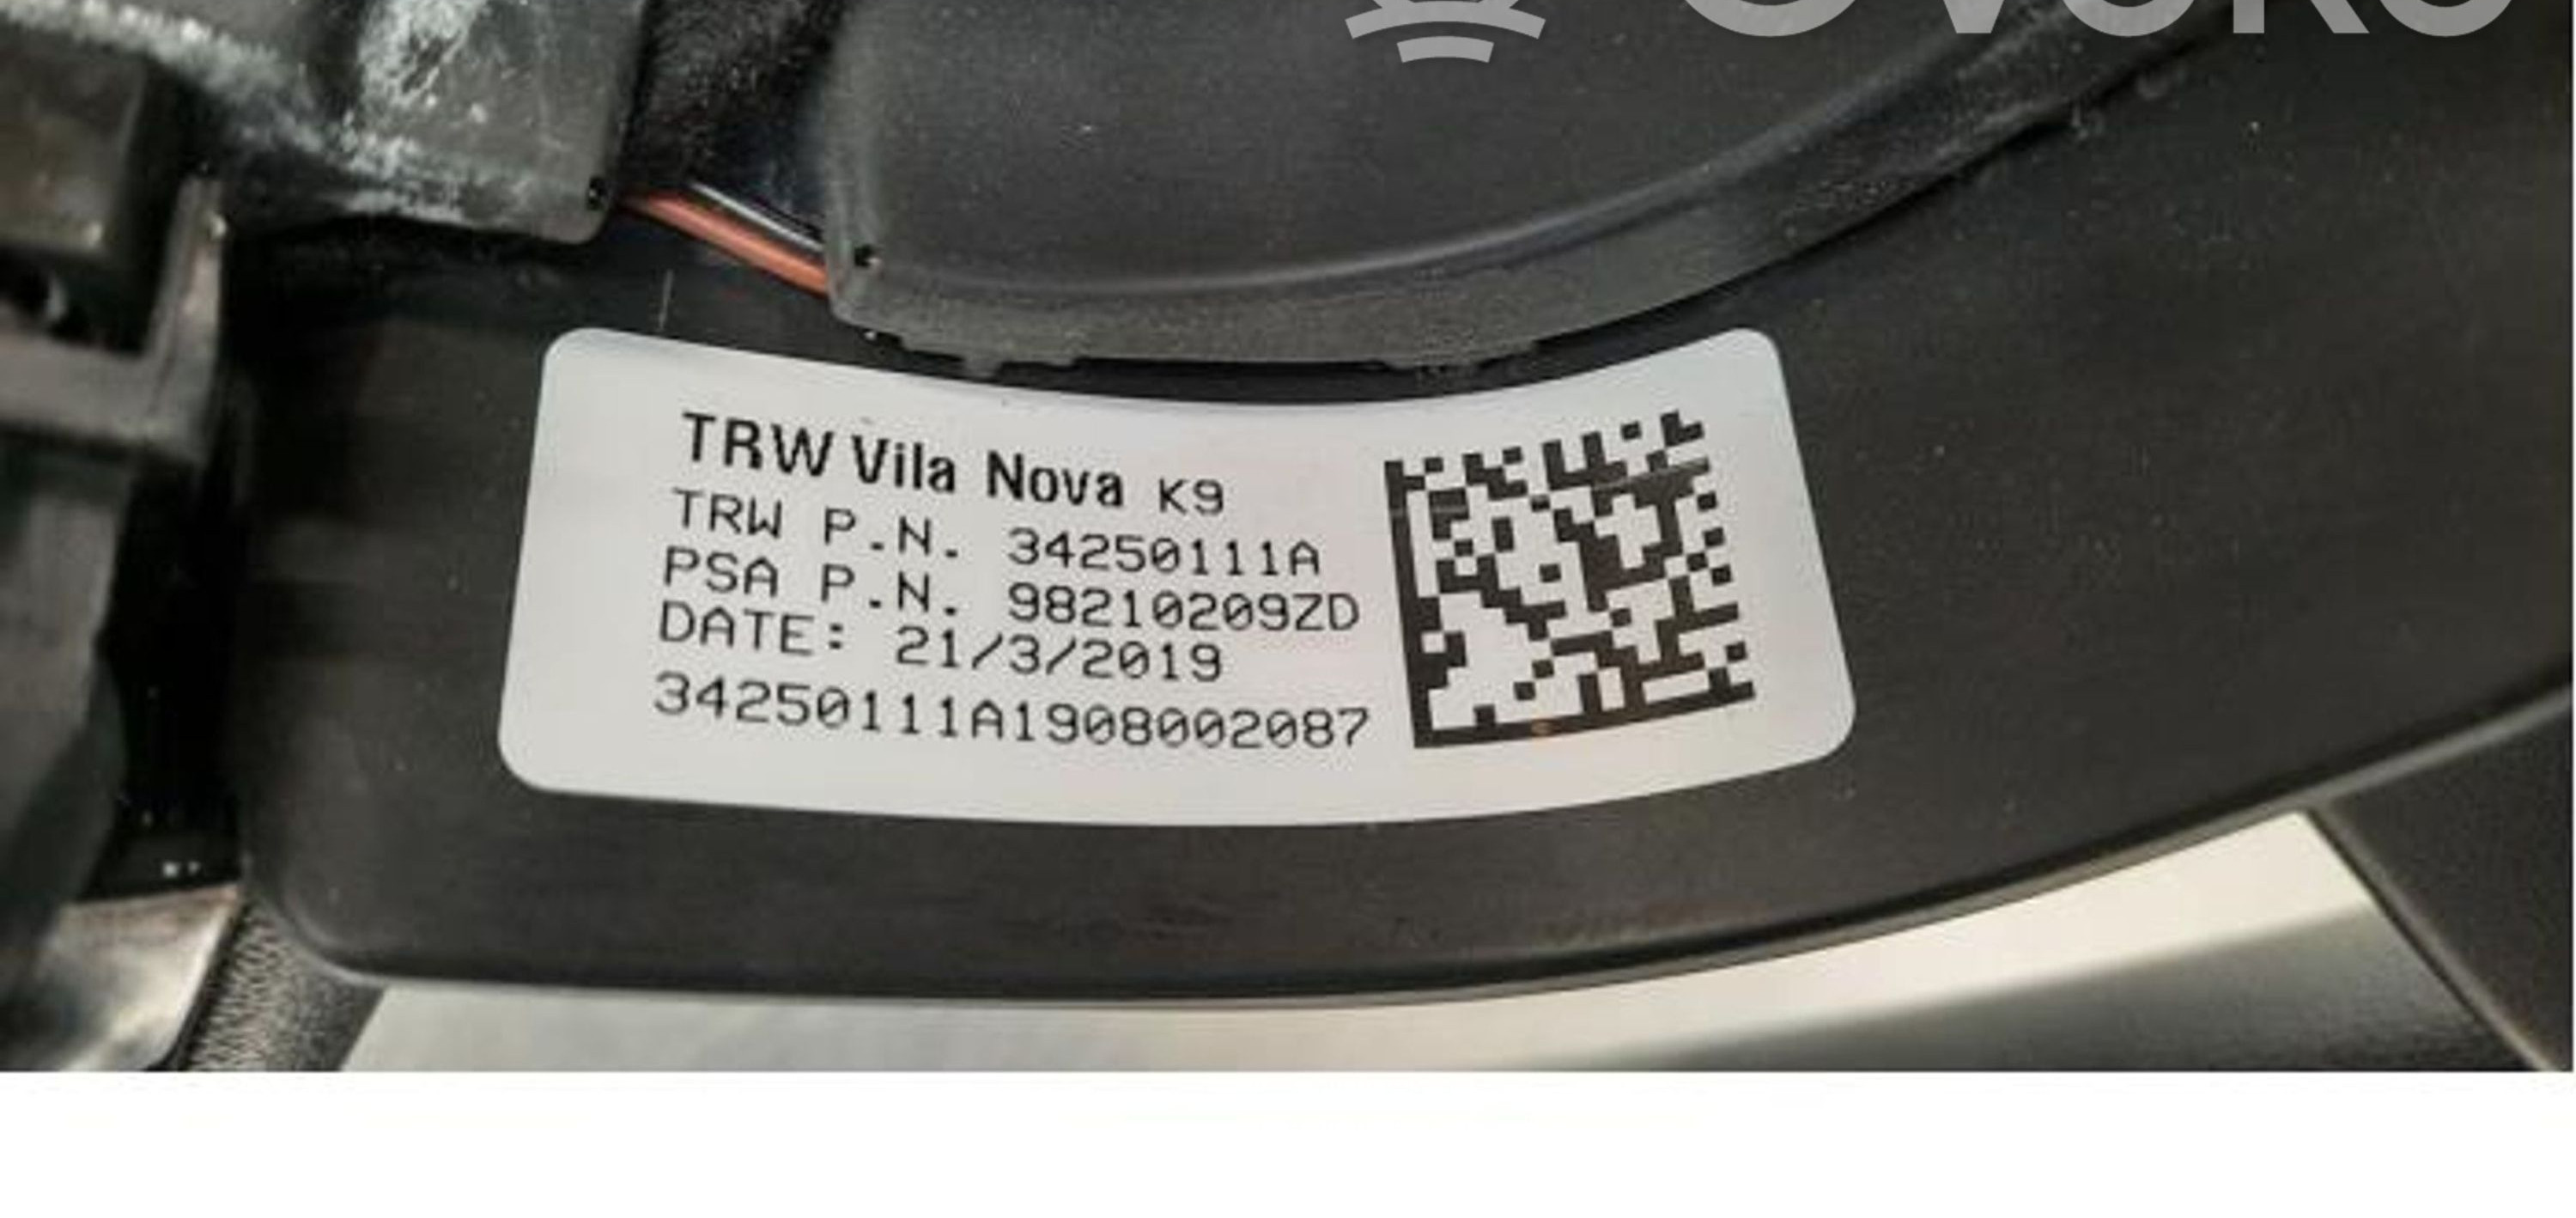 TRW Vila Nova K9
TRW P.N. 34250111A
PSA P.N. 98210209ZD
DATE: 21/3/2019
34250111A1908002087